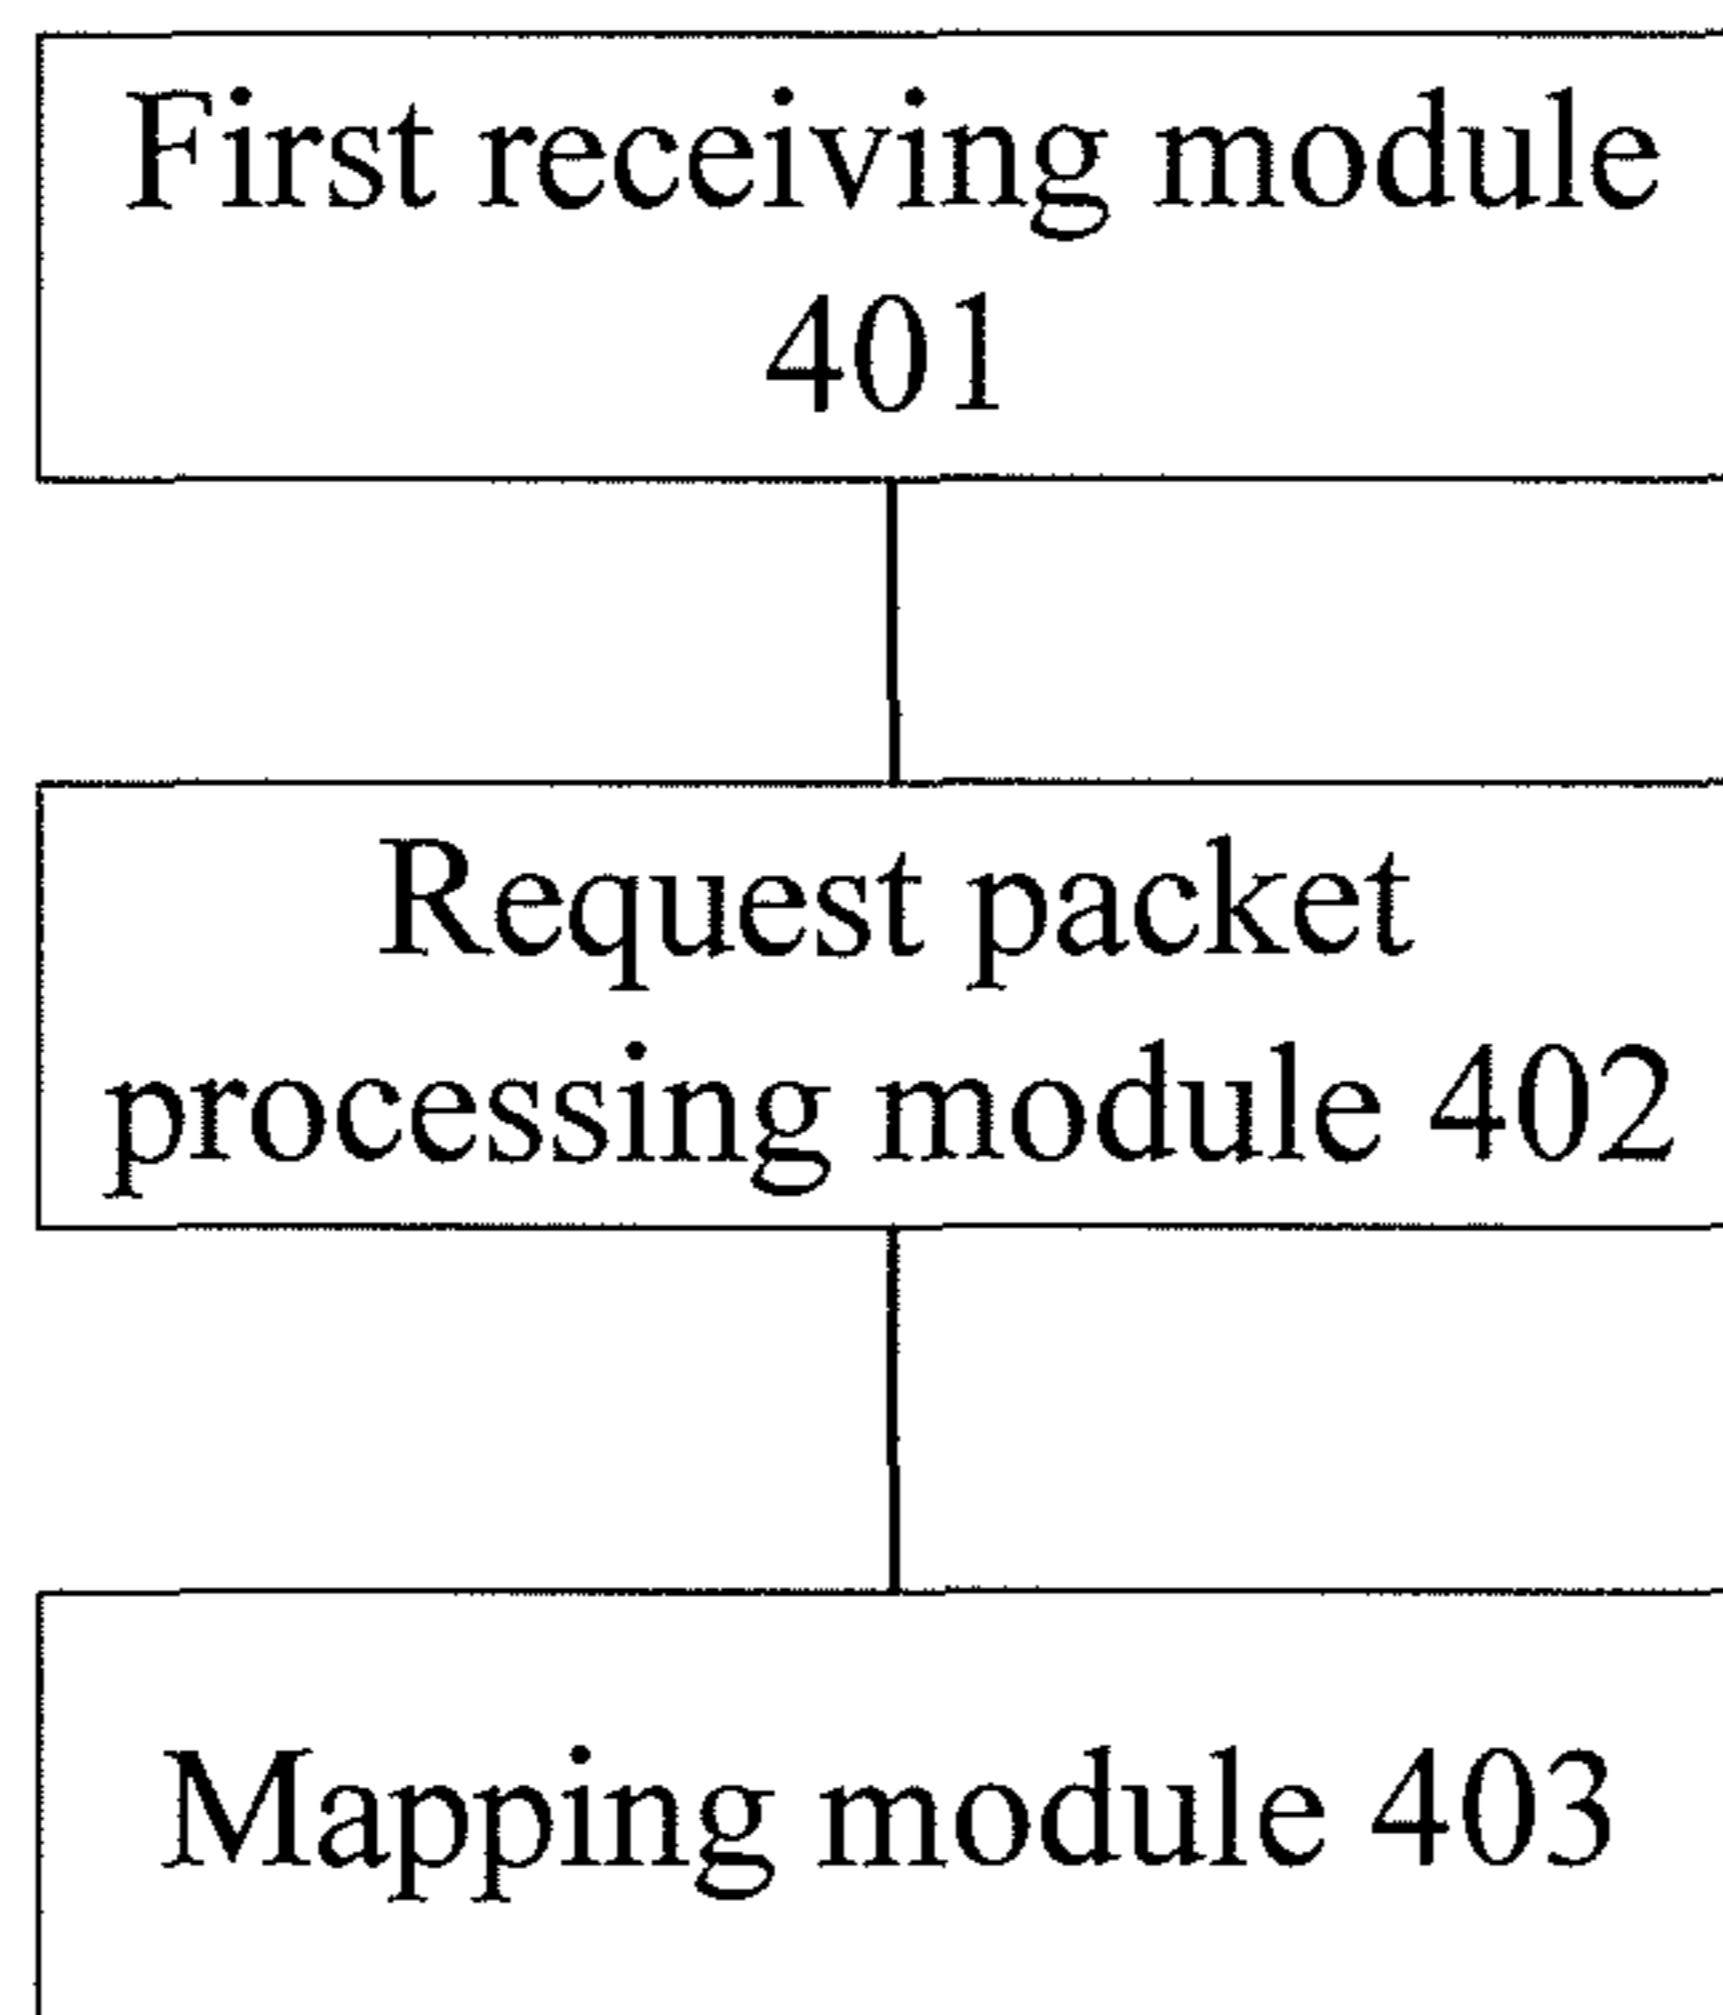 First receiving module
401
Request packet
processing module 402
Mapping module 403